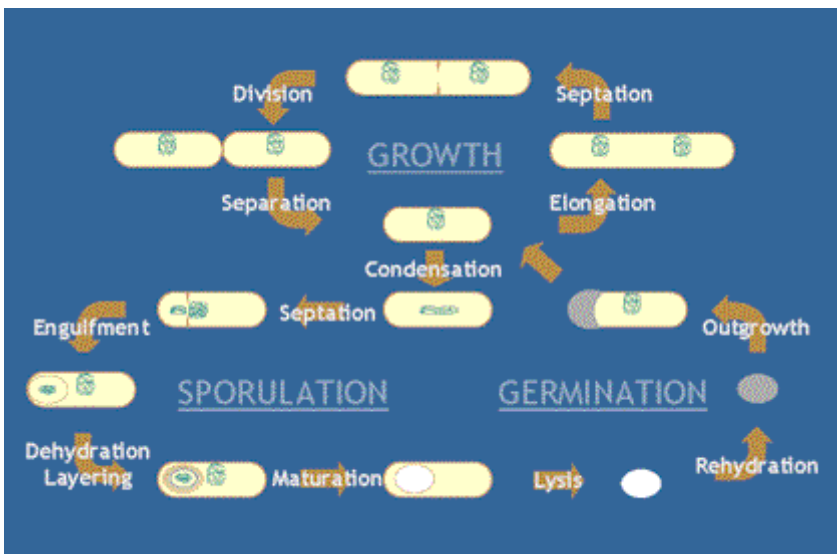 Division
Septation
GROWTH
Separation
Elongation
Condensation
Engulfment
Septation
Outgrowth
SPORULATION
GERMINATION
Dehydration
Layering
Maturation
Lysis
Rehydration